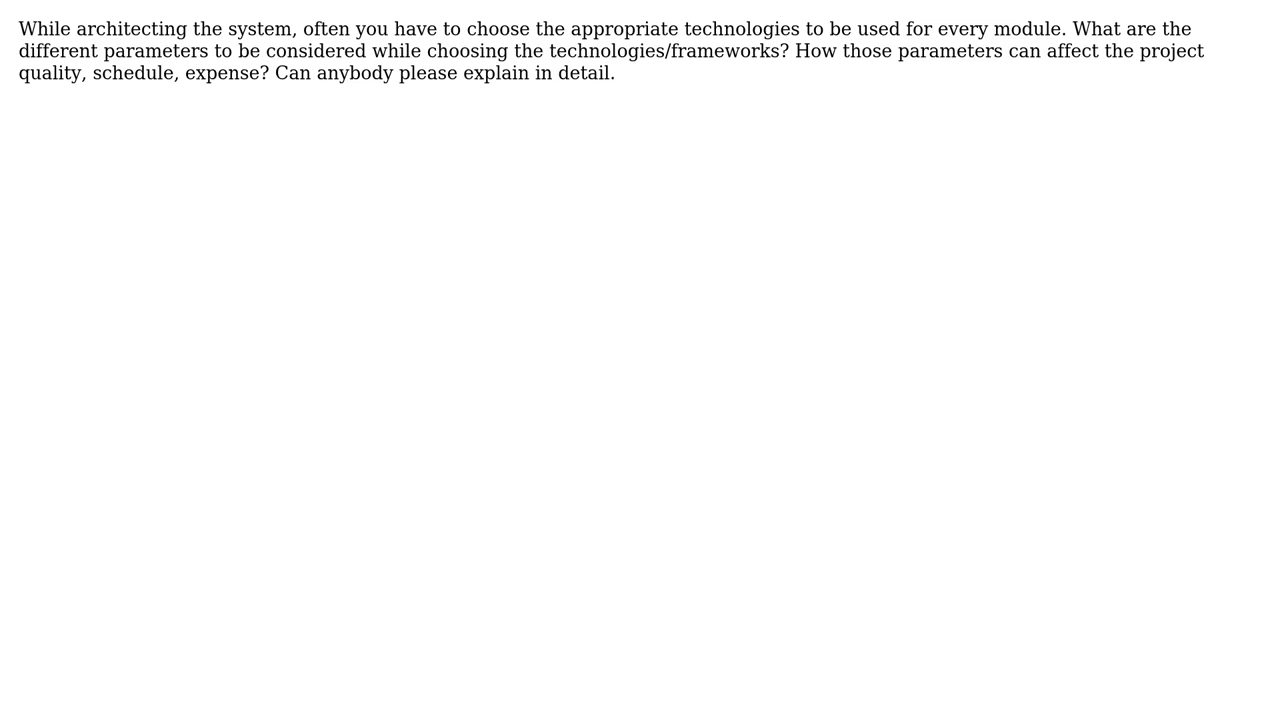 While architecting the system, often you have to choose the appropriate technologies to be used for every module. What are the
different parameters to be considered while choosing the technologies/frameworks? How those parameters can affect the project
quality, schedule, expense? Can anybody please explain in detail.